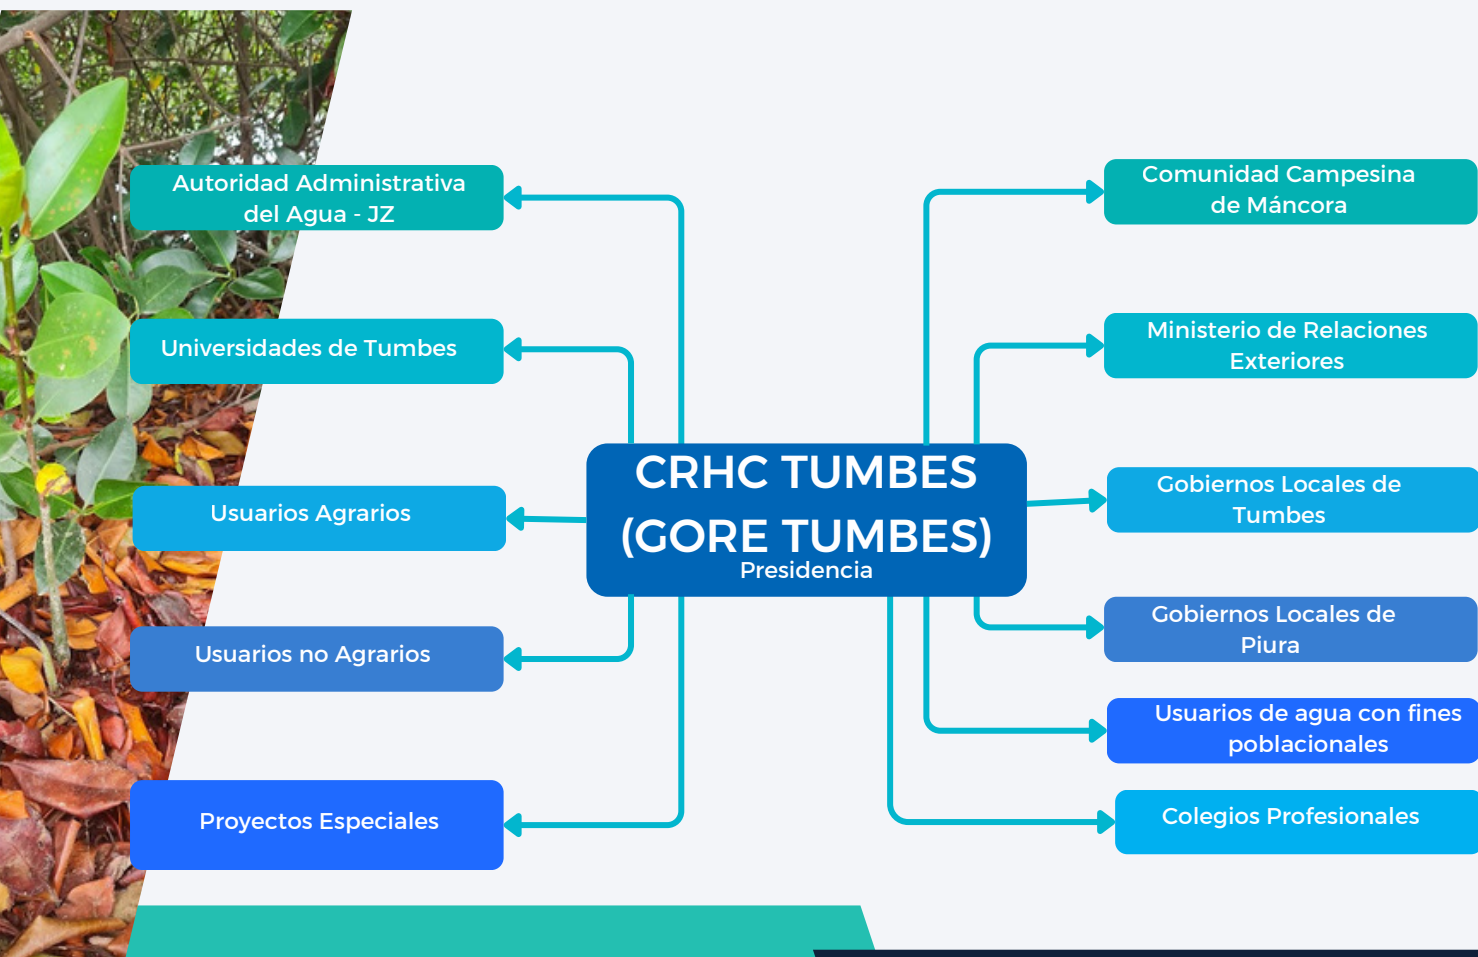 Autoridad Administrativa
del Agua - JZ
Universidades de Tumbes
Usuarios Agrarios
Usuarios no Agrarios
Proyectos Especiales
CRHC TUMBES
(GORE TUMBES)
Presidencia
Comunidad Campesina
de Máncora
Ministerio de Relaciones
Exteriores
Gobiernos Locales de
Tumbes
Gobiernos Locales de
Piura
Usuarios de agua con fines
poblacionales
Colegios Profesionales